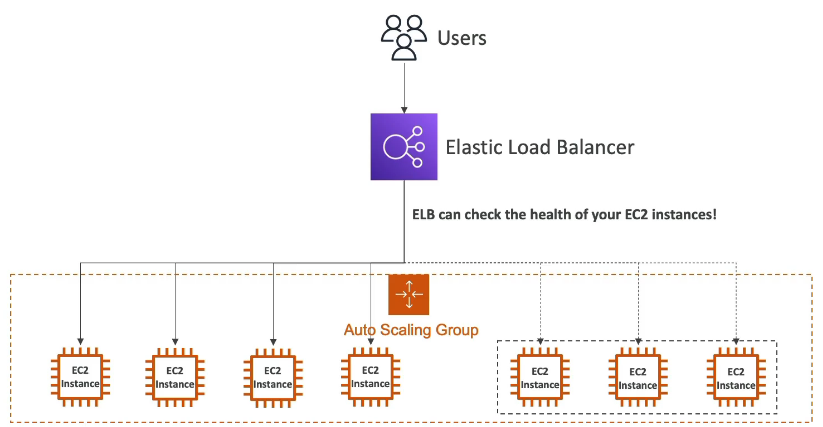 Users
Elastic Load Balancer
ELB can check the health of your EC2 instances!
Auto Scaling Group
EC2
Instance
EC2
Instance
EC2
Instance
EC2
Instance
EC2
Instance
EC2
Instance
EC2
Instance